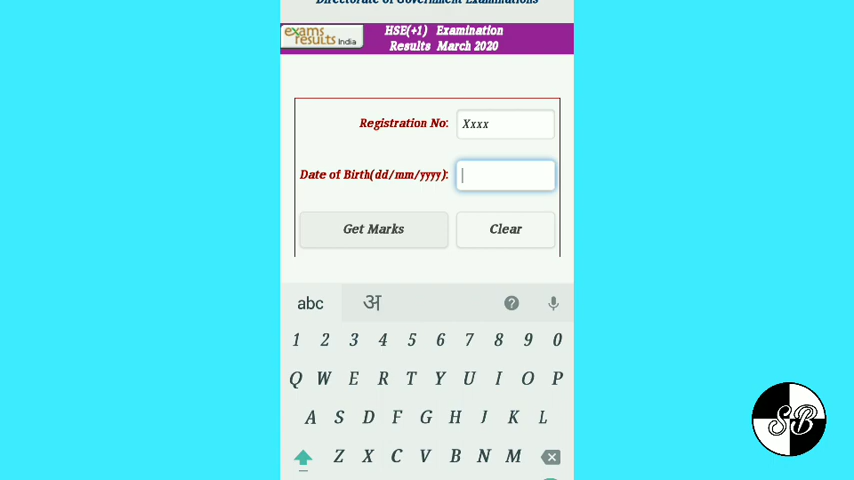 Directorate of Government Examinations
exams
results India
HSE(+1) Examination
Results March 2020
Registration No: Xxxx
Date of Birth(dd/mm/yyyy):
Get Marks Clear
abc अ ?
1 2 3 4 5 6 7 8 9 0
Q W E R T Y U I O P
A S D F G H J K L
Z X C V B N M
SB